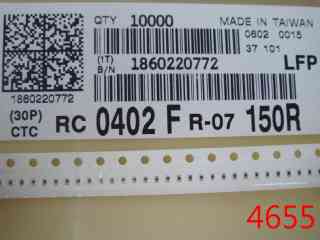 QTY 10000 MADE IN TAIWAN
0602 0015
37 101
(1T) B/N 1860220772 LFP
1860220772
(30P) CTC RC 0402 F R-07 150R
4655